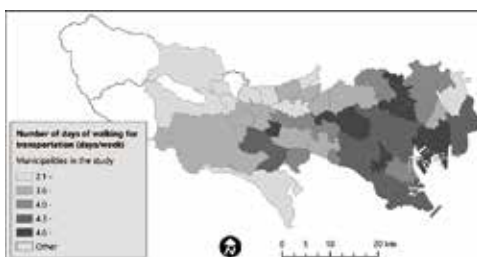 Number of days of walking for
transportation (days/week)
Municipalities in the study
2.1 -
3.6 -
4.0 -
4.3 -
4.6 -
Other
0 5 10 20 km